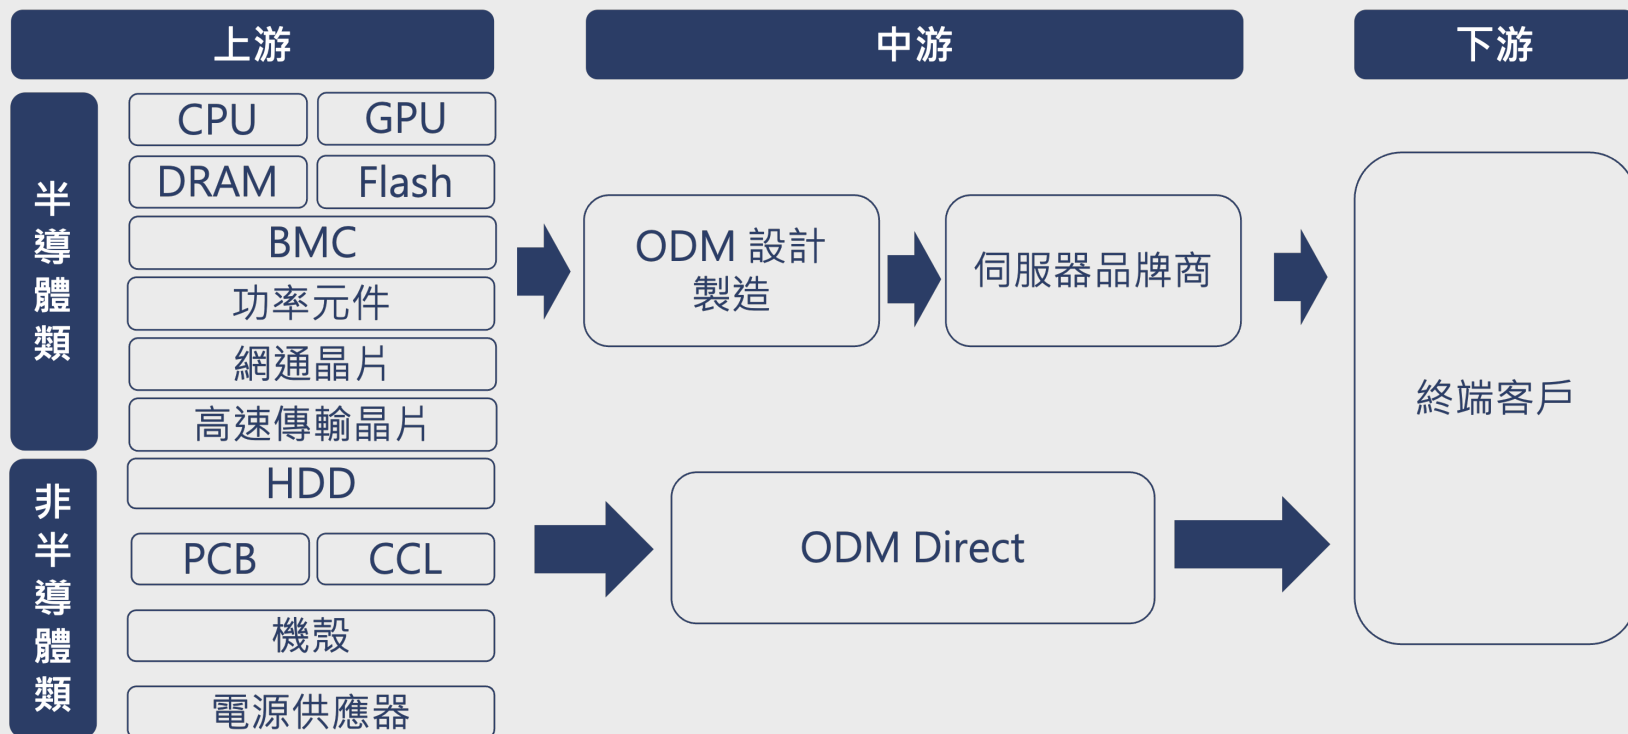 上游
中游
下游
半導體類
CPU
GPU
DRAM
Flash
BMC
功率元件
網通晶片
高速傳輸晶片
非半導體類
HDD
PCB
CCL
機殼
電源供應器
ODM 設計
製造
伺服器品牌商
ODM Direct
終端客戶